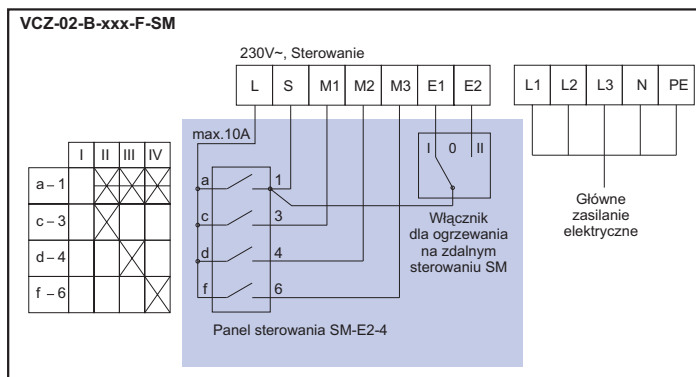 VCZ-02-B-xxx-F-SM
230V~, Sterowanie
L S M1 M2 M3 E1 E2
L1 L2 L3 N PE
max.10A
I II III IV
a – 1
c – 3
d – 4
f – 6
a 1
c 3
d 4
f 6
I 0 II
Włącznik
dla ogrzewania
na zdalnym
sterowaniu SM
Główne
zasilanie
elektryczne
Panel sterowania SM-E2-4